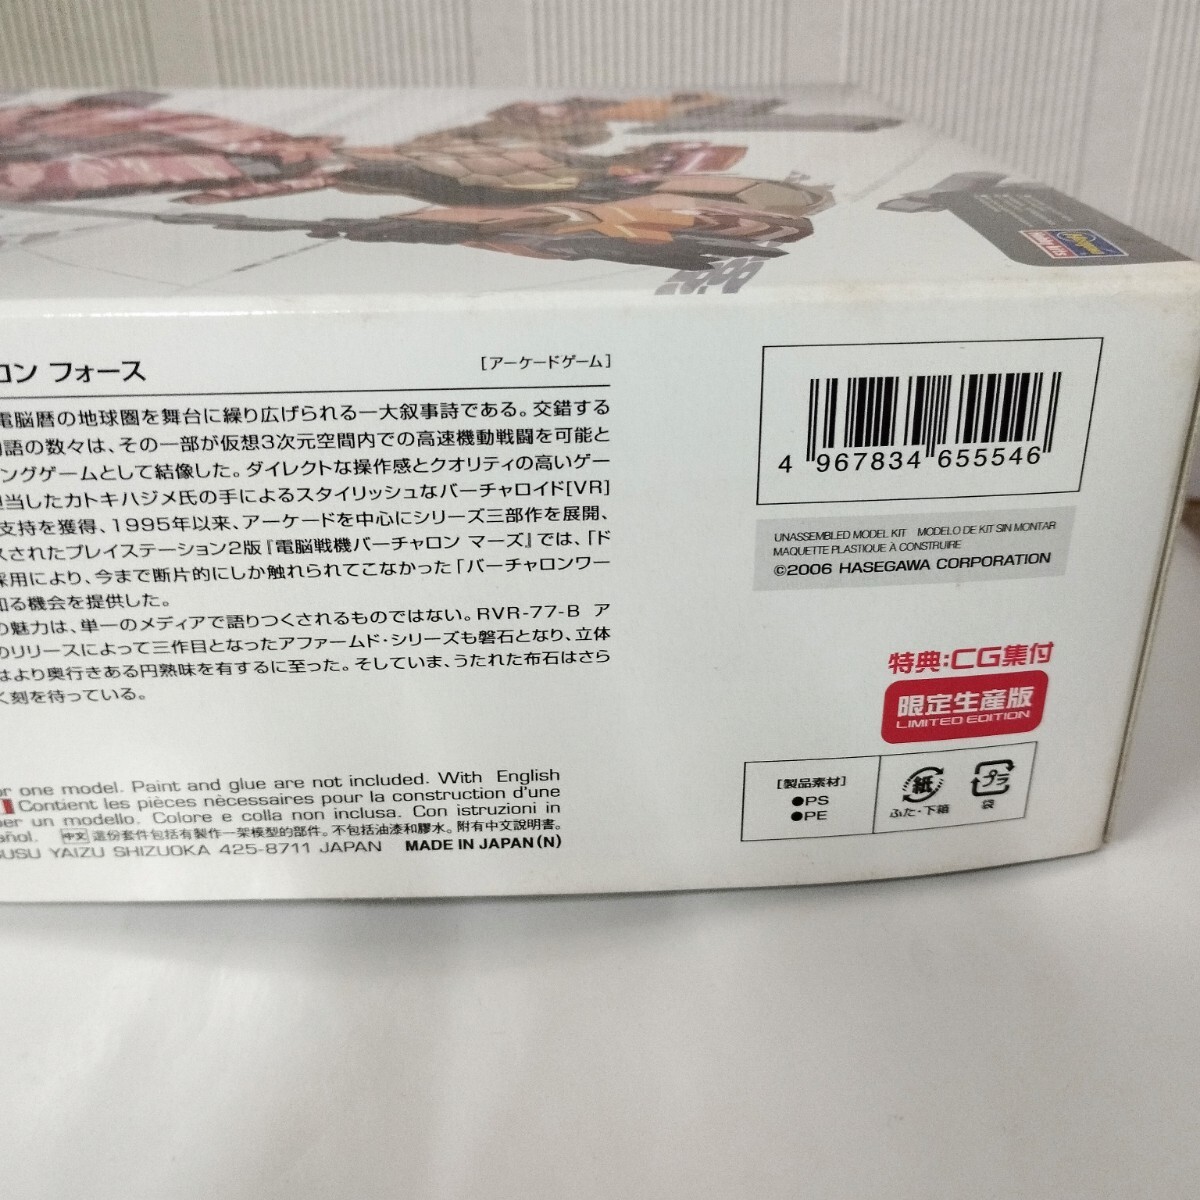 Hasegawa
Hobby Kits
ロン フォース
[アーケードゲーム]
電脳暦の地球圏を舞台に繰り広げられる一大叙事詩である。交錯する
語の数々は、その一部が仮想3次元空間内での高速機動戦闘を可能と
ングゲームとして結像した。ダイレクトな操作感とクオリティの高いゲー
担当したカトキハジメ氏の手によるスタイリッシュなバーチャロイド[VR]
支持を獲得、1995年以来、アーケードを中心にシリーズ三部作を展開、
スされたプレイステーション2版『電脳戦機バーチャロン マーズ』では、「ド
採用により、今まで断片的にしか触れられてこなかった「バーチャロンワー
知る機会を提供した。
の魅力は、単一のメディアで語りつくされるものではない。RVR-77-B ア
のリリースによって三作目となったアファームド・シリーズも磐石となり、立体
はより奥行きある円熟味を有するに至った。そしていま、うたれた布石はさら
く刻を待っている。
or one model. Paint and glue are not included. With English
Contient les pièces nècessaires pour la construction d'une
per un modello. Colore e colla non inclusa. Con istruzioni in
añol. 中文 這份套件包括有製作一架模型的部件。不包括油漆和膠水。附有中文說明書。
USU YAIZU SHIZUOKA 425-8711 JAPAN MADE IN JAPAN(N)
4 967834 655546
UNASSEMBLED MODEL KIT MODELO DE KIT SIN MONTAR
MAQUETTE PLASTIQUE À CONSTRUIRE
©2006 HASEGAWA CORPORATION
特典:CG集付
限定生産版
LIMITED EDITION
[製品素材]
●PS
●PE
紙
ふた・下箱
プラ
袋